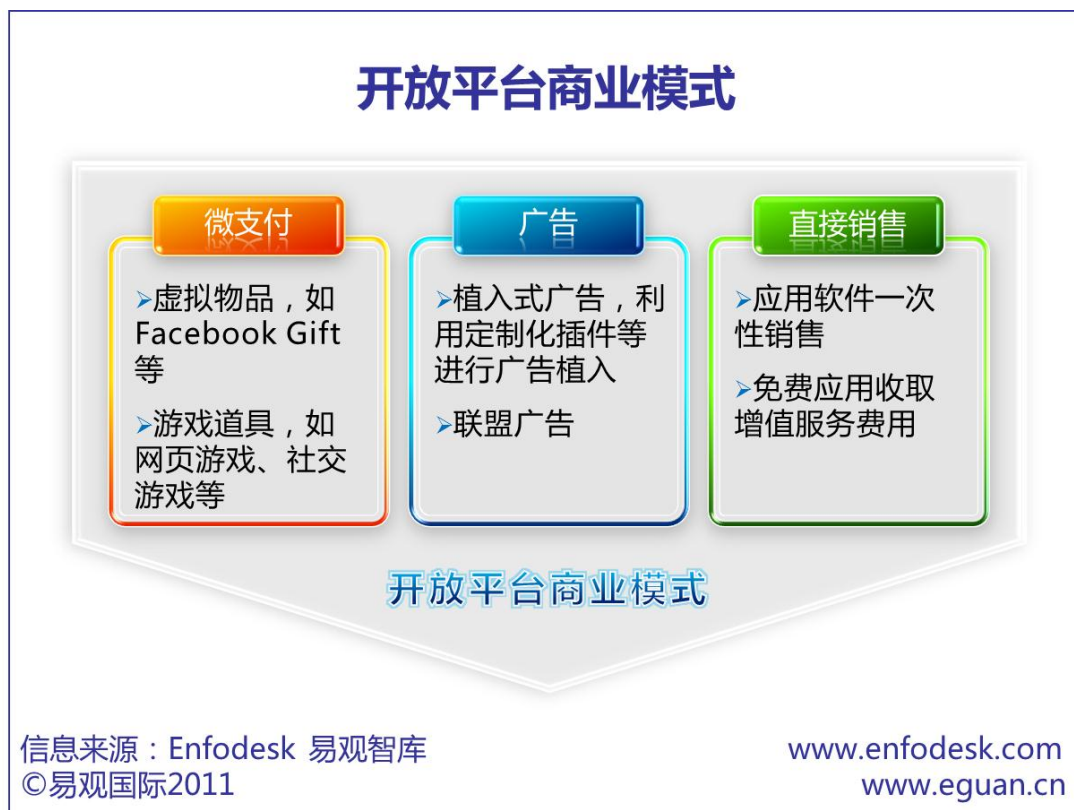 开放平台商业模式
微支付
➢虚拟物品，如
Facebook Gift
等
➢游戏道具，如
网页游戏、社交
游戏等
广告
➢植入式广告，利
用定制化插件等
进行广告植入
➢联盟广告
直接销售
➢应用软件一次
性销售
➢免费应用收取
增值服务费用
开放平台商业模式
信息来源：Enfodesk 易观智库
©易观国际2011
www.enfodesk.com
www.eguan.cn